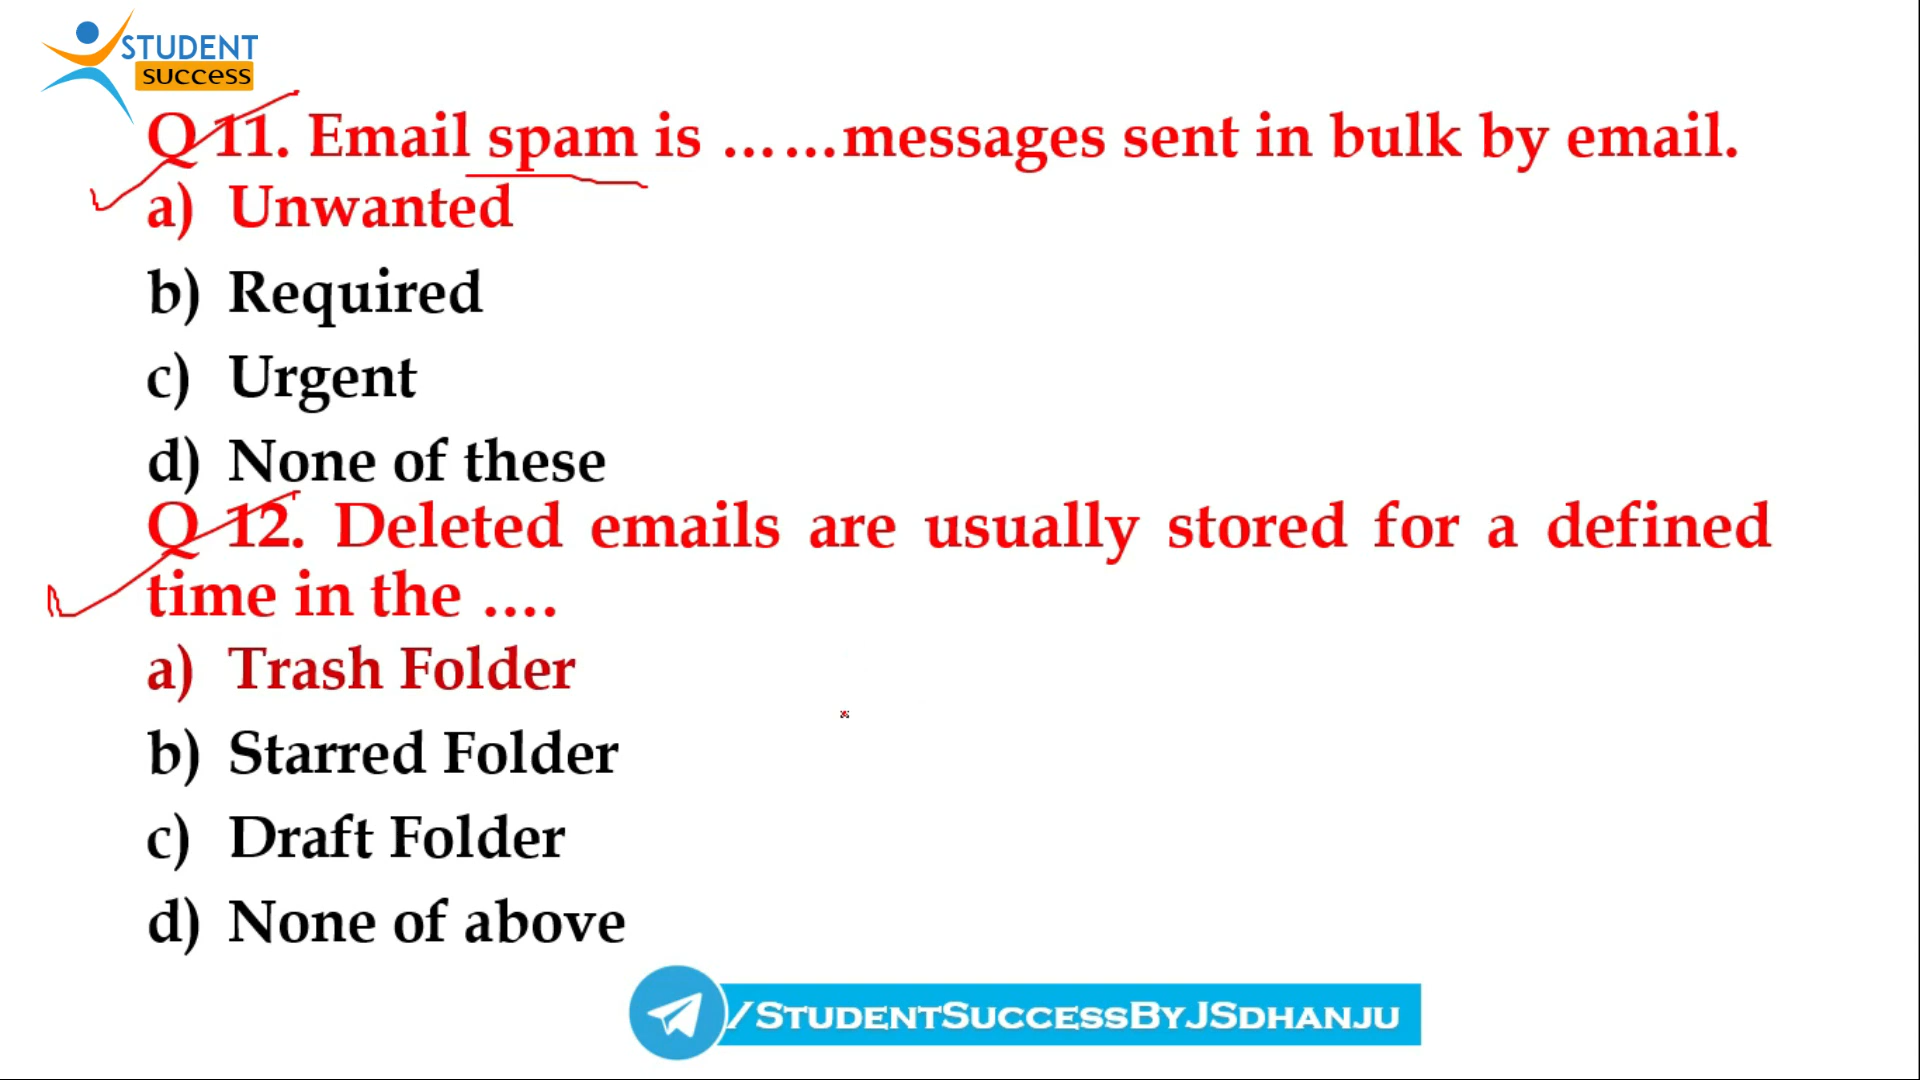 STUDENT
success
Q 11. Email spam is ……messages sent in bulk by email.
a) Unwanted
b) Required
c) Urgent
d) None of these
Q 12. Deleted emails are usually stored for a defined
time in the ….
a) Trash Folder
b) Starred Folder
c) Draft Folder
d) None of above
/STUDENTSUCCESSBYJSDHANJU